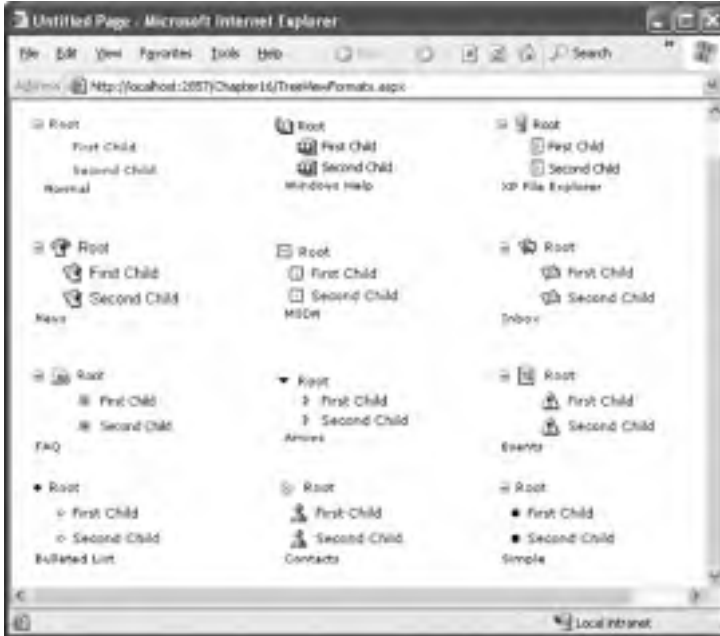 Untitled Page - Microsoft Internet Explorer
File Edit View Favorites Tools Help Search
Address http://localhost:2057/Chapter16/TreeViewFormats.aspx
Root Root Root
First Child First Child First Child
Second Child Second Child Second Child
Normal Windows Help XP File Explorer
Root Root Root
First Child First Child First Child
Second Child Second Child Second Child
News MSDN Inbox
Root Root Root
First Child First Child First Child
Second Child Second Child Second Child
FAQ Arrows Events
Root Root Root
First Child First Child First Child
Second Child Second Child Second Child
Bulleted List Contacts Simple
Local intranet